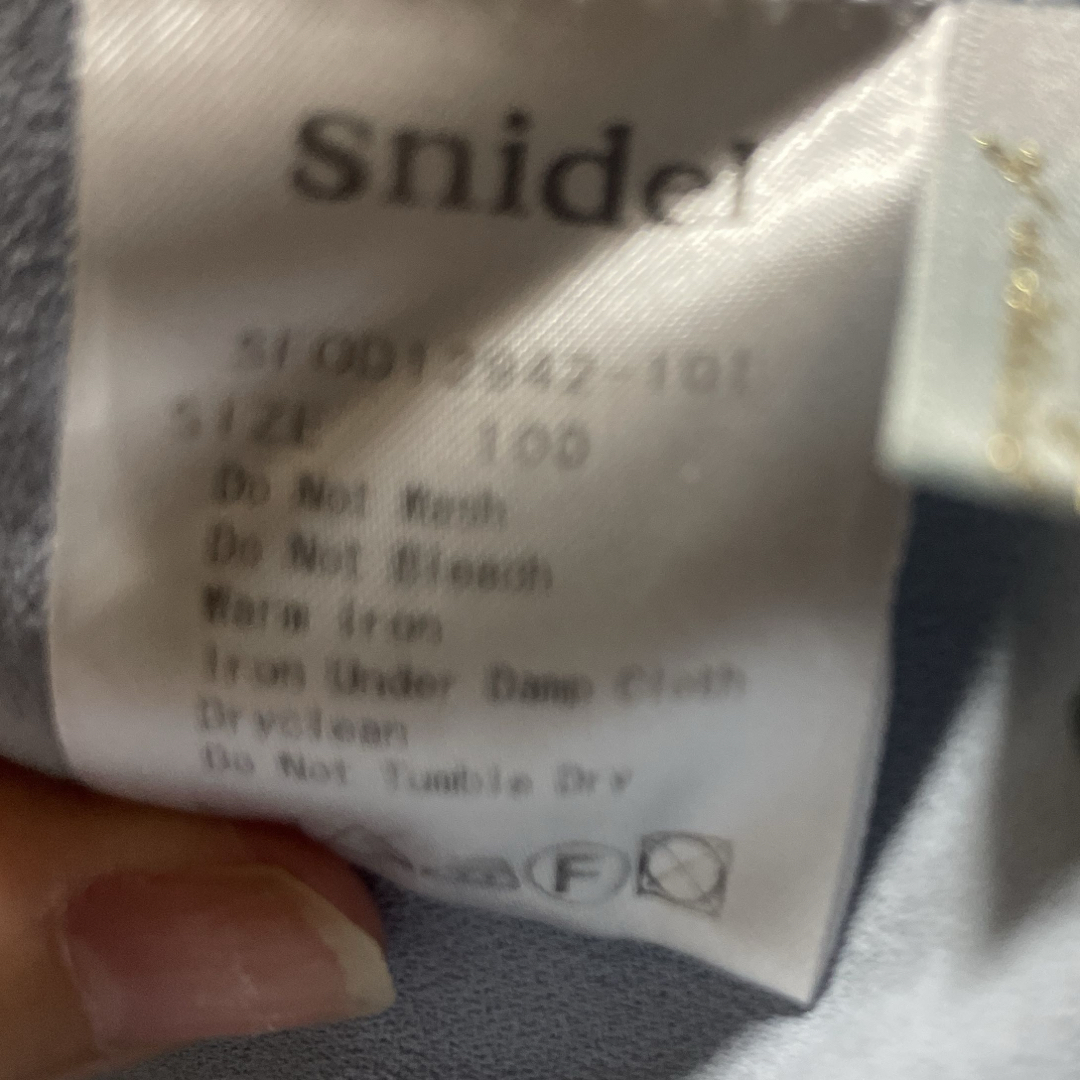 snidel
SIZE 100
Do Not Wash
Do Not Bleach
Warm Iron
Iron Under Damp Cloth
Dryclean
Do Not Tumble Dry
F